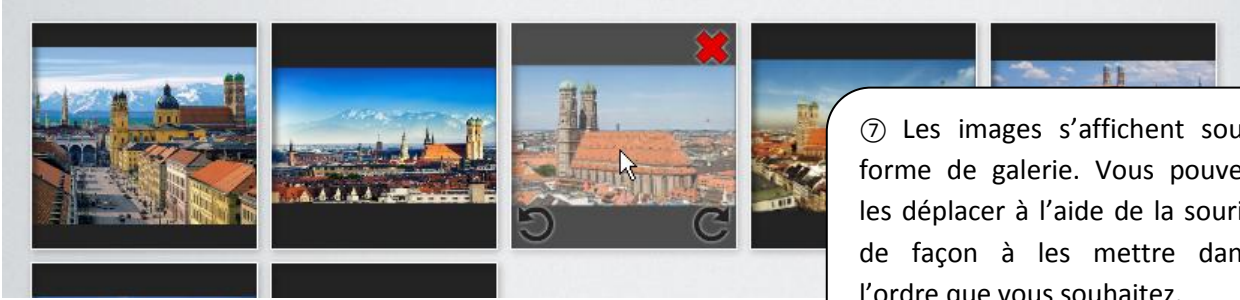 ⑦ Les images s’affichent sou
forme de galerie. Vous pouve
les déplacer à l’aide de la souri
de façon à les mettre dan
l’ordre que vous souhaitez.